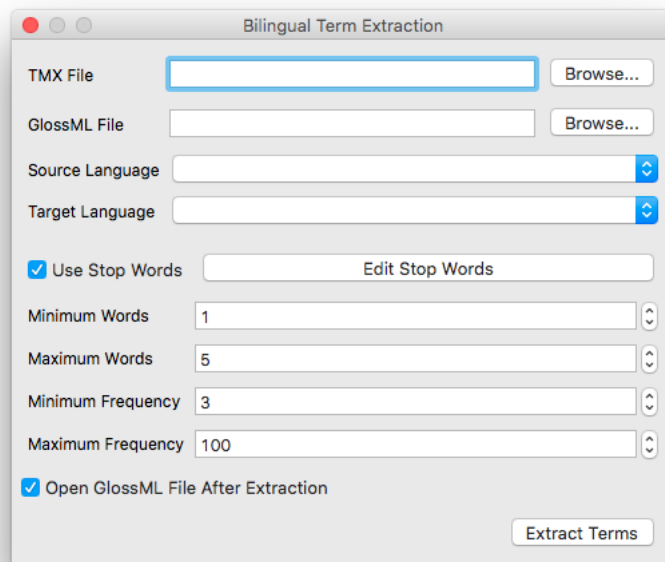 Bilingual Term Extraction
TMX File Browse...
GlossML File Browse...
Source Language
Target Language
Use Stop Words Edit Stop Words
Minimum Words 1
Maximum Words 5
Minimum Frequency 3
Maximum Frequency 100
Open GlossML File After Extraction
Extract Terms